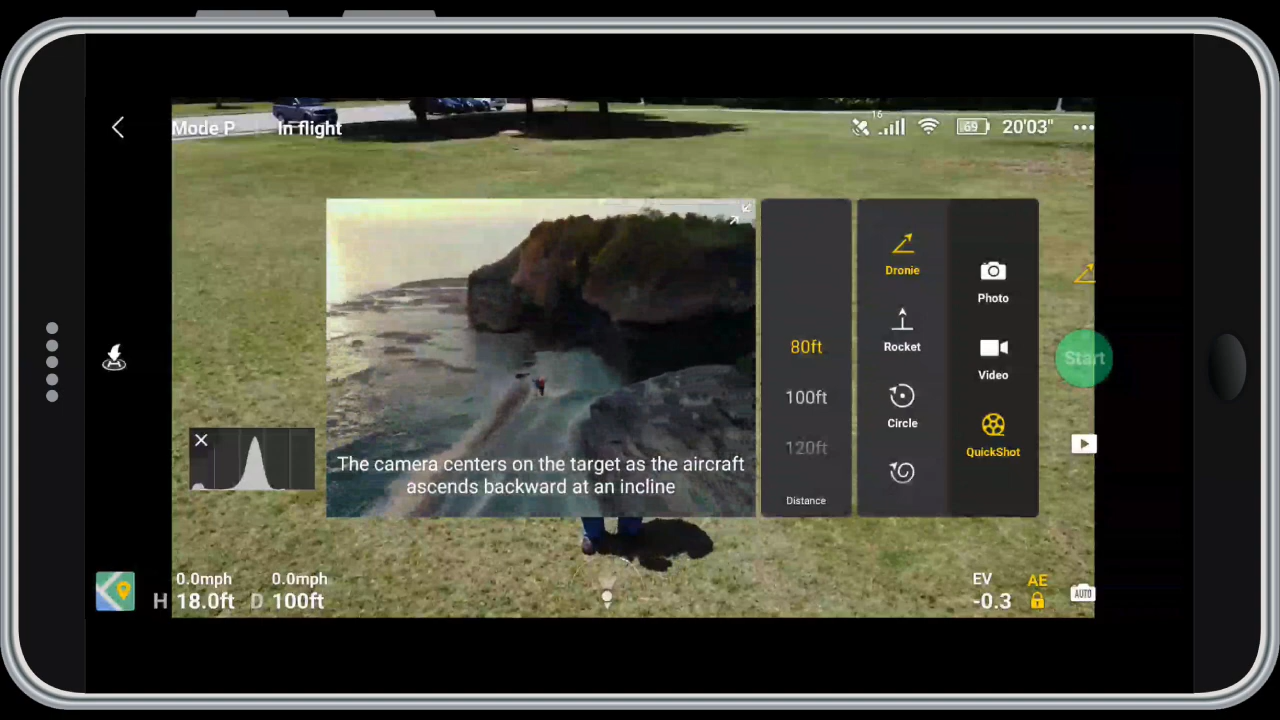 Mode P
In flight
16
69
20'03"
Dronie
Rocket
Circle
Photo
Video
QuickShot
80ft
100ft
120ft
Distance
Start
The camera centers on the target as the aircraft
ascends backward at an incline
0.0mph 0.0mph
H 18.0ft D 100ft
EV
-0.3
AE
AUTO